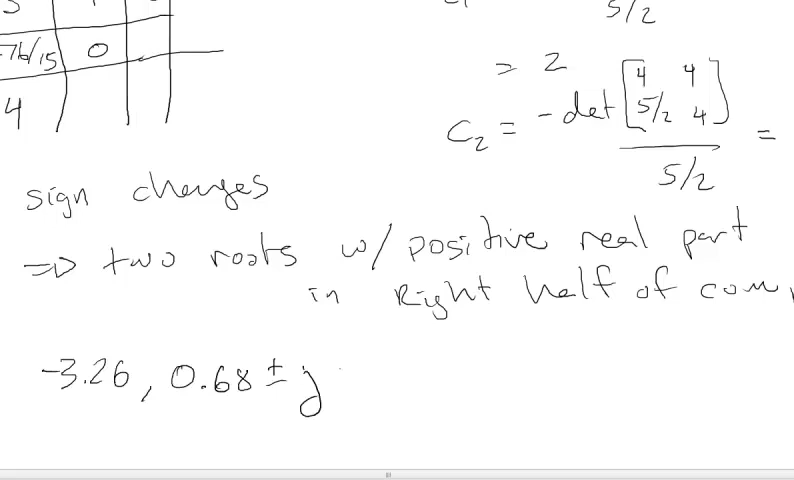 5/2
-76/15 0
= 2
4
C2 = -det [4 4
5/2 4] =
5/2
sign changes
=> two roots w/ positive real part
in Right half of com
-3.26, 0.68 ± j